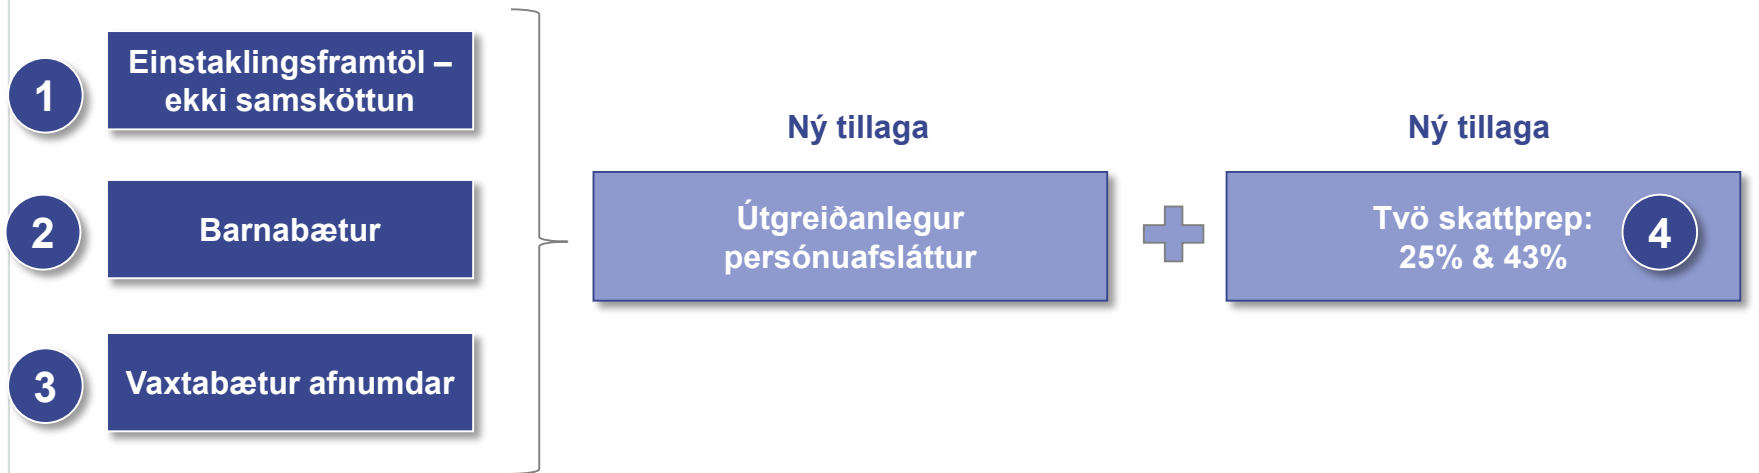 1
Einstaklingsframtöl –
ekki samsköttun
2
Barnabætur
3
Vaxtabætur afnumdar
Ný tillaga
Útgreiðanlegur
persónuafsláttur
Ný tillaga
Tvö skattþrep:
25% & 43%
4